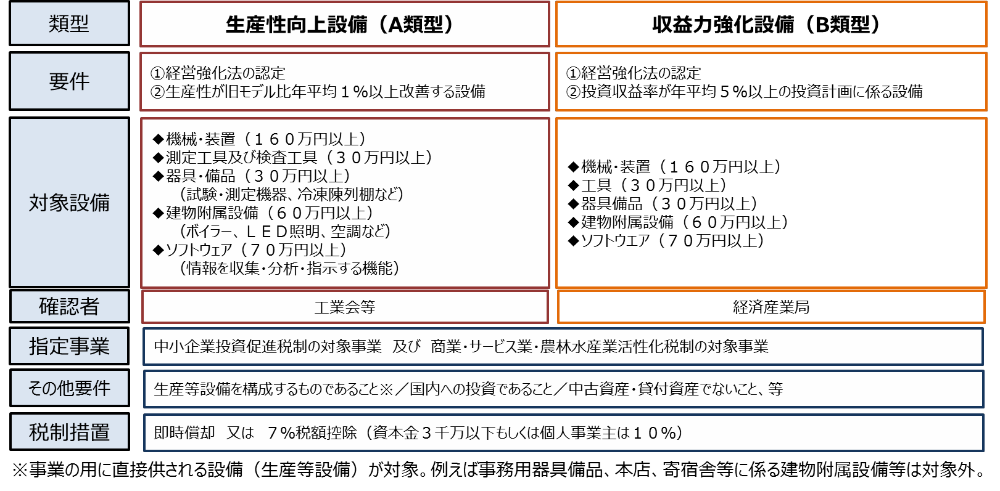 類型
生産性向上設備（A類型）
収益力強化設備（B類型）
要件
①経営強化法の認定
②生産性が旧モデル比年平均１％以上改善する設備
①経営強化法の認定
②投資収益率が年平均５％以上の投資計画に係る設備
対象設備
◆機械・装置（１６０万円以上）
◆測定工具及び検査工具（３０万円以上）
◆器具・備品（３０万円以上）
（試験・測定機器、冷凍陳列棚など）
◆建物附属設備（６０万円以上）
（ボイラー、ＬＥＤ照明、空調など）
◆ソフトウェア（７０万円以上）
（情報を収集・分析・指示する機能）
◆機械・装置（１６０万円以上）
◆工具（３０万円以上）
◆器具備品（３０万円以上）
◆建物附属設備（６０万円以上）
◆ソフトウエア（７０万円以上）
確認者
工業会等
経済産業局
指定事業
中小企業投資促進税制の対象事業　及び　商業・サービス業・農林水産業活性化税制の対象事業
その他要件
生産等設備を構成するものであること※／国内への投資であること／中古資産・貸付資産でないこと、等
税制措置
即時償却　又は　７％税額控除（資本金３千万以下もしくは個人事業主は１０％）
※事業の用に直接供される設備（生産等設備）が対象。例えば事務用器具備品、本店、寄宿舎等に係る建物附属設備等は対象外。